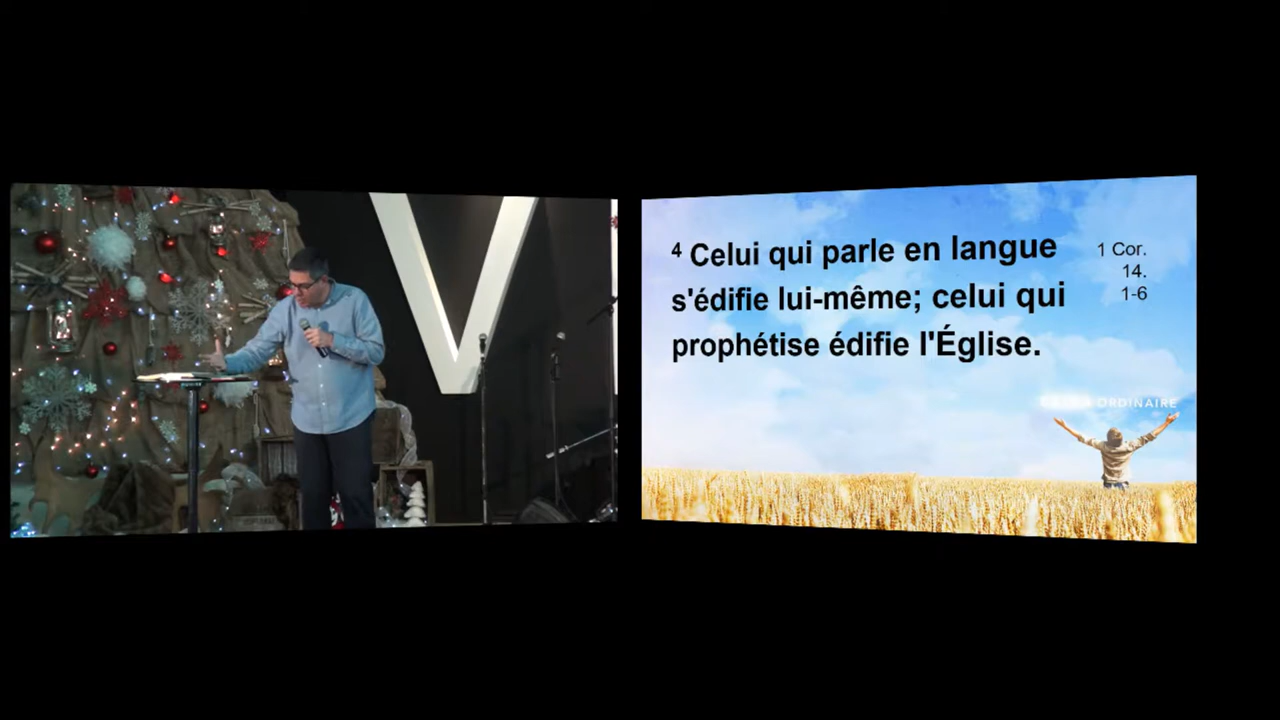 V
⁴ Celui qui parle en langue
s'édifie lui-même; celui qui
prophétise édifie l'Église.
1 Cor.
14.
1-6
ORDINAIRE